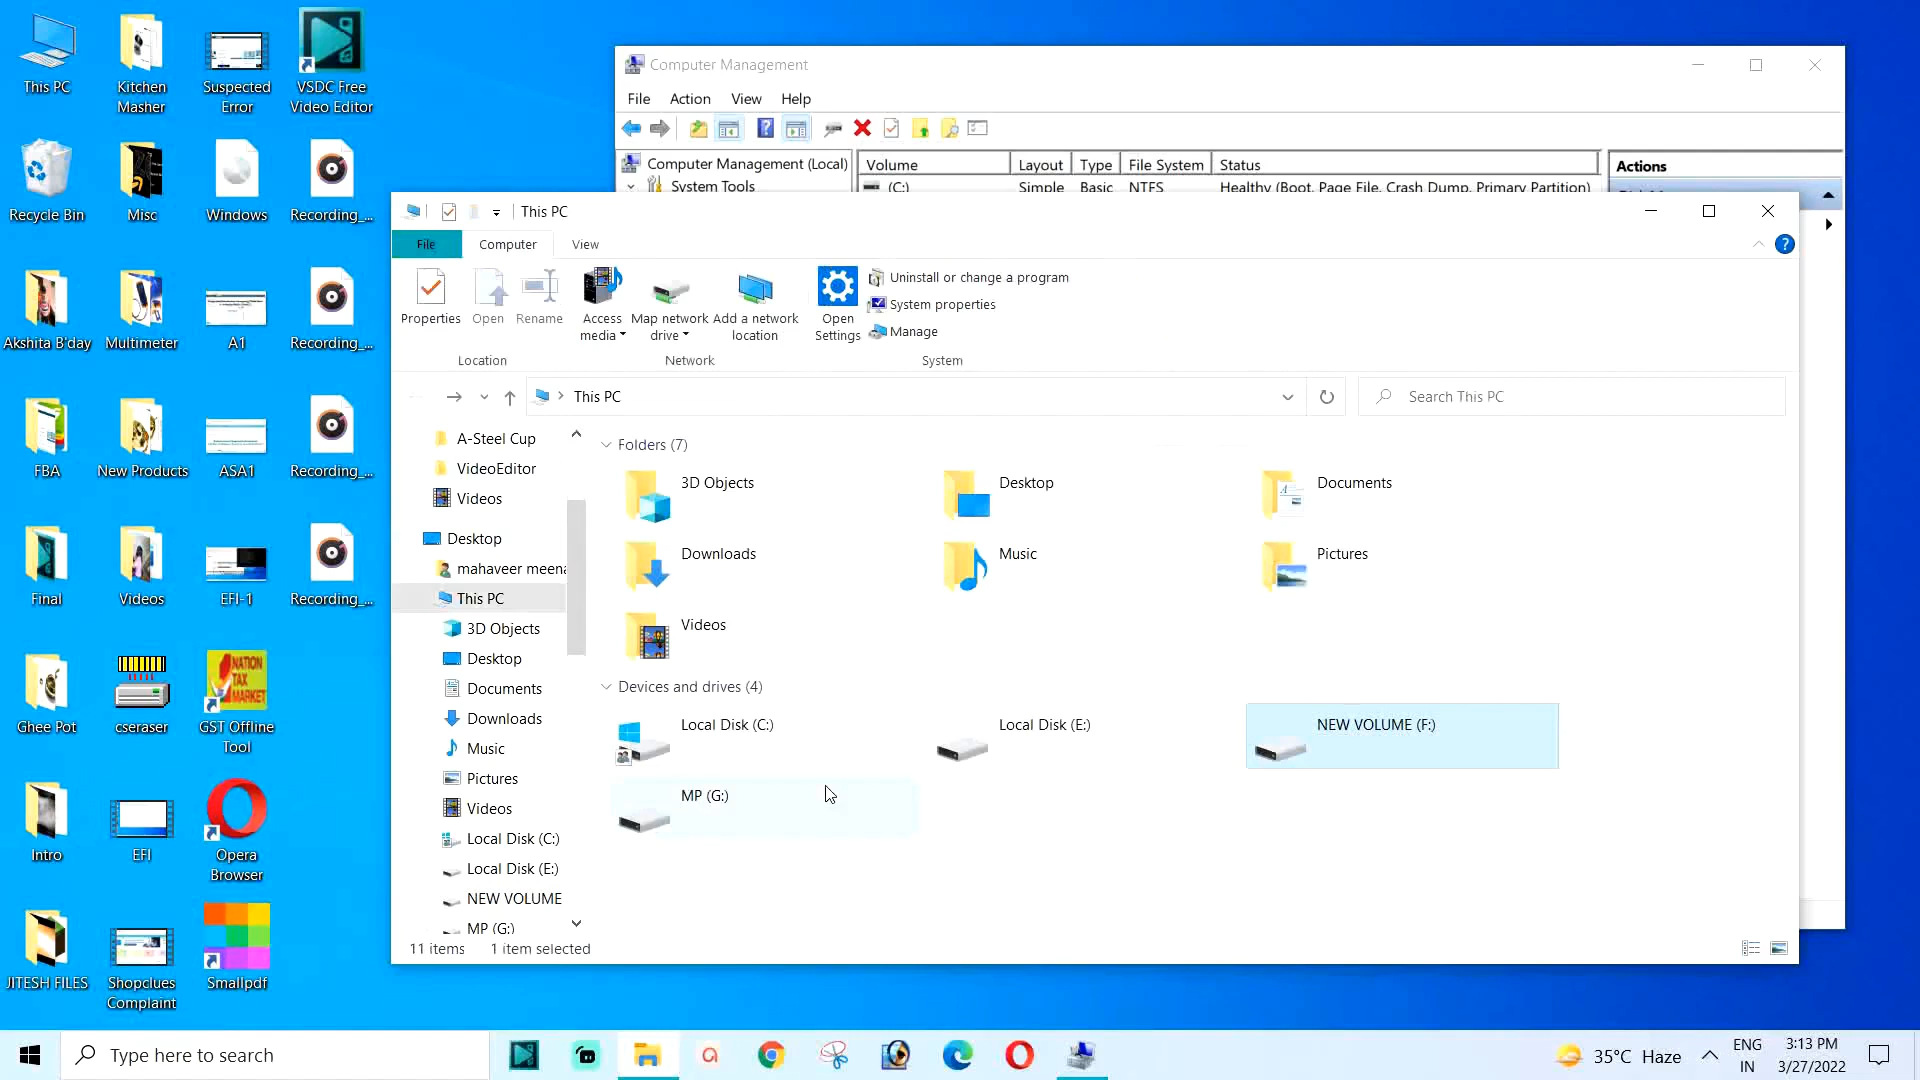 This PC
Kitchen
Masher
Suspected
Error
VSDC Free
Video Editor
Recycle Bin
Misc
Windows
Recording_...
Akshita B'day
Multimeter
A1
Recording_...
FBA
New Products
ASA1
Recording_...
Final
Videos
EFI-1
Recording_...
Ghee Pot
cseraser
NATION
TAX
MARKET
GST Offline
Tool
Intro
EFI
Opera
Browser
JITESH FILES
Shopclues
Complaint
Smallpdf
Computer Management
File Action View Help
Computer Management (Local)
System Tools
Volume Layout Type File System Status
(C:) Simple Basic NTFS Healthy (Boot, Page File, Crash Dump, Primary Partition)
Actions
This PC
File Computer View
Properties
Open
Rename
Access
media
Map network
drive
Add a network
location
Open
Settings
Uninstall or change a program
System properties
Manage
Location
Network
System
This PC
Search This PC
A-Steel Cup
VideoEditor
Videos
Desktop
mahaveer meena
This PC
3D Objects
Desktop
Documents
Downloads
Music
Pictures
Videos
Local Disk (C:)
Local Disk (E:)
NEW VOLUME
MP (G:)
Folders (7)
3D Objects
Desktop
Documents
Downloads
Music
Pictures
Videos
Devices and drives (4)
Local Disk (C:)
Local Disk (E:)
NEW VOLUME (F:)
MP (G:)
11 items 1 item selected
Type here to search
35°C Haze
ENG
IN
3:13 PM
3/27/2022